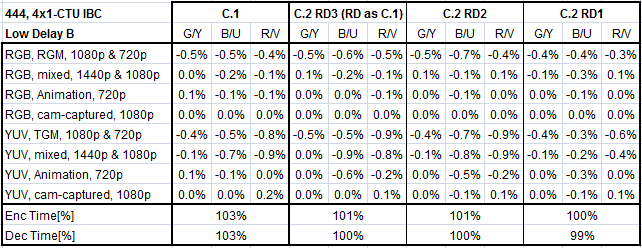 444, 4x1-CTU IBC C.1 C.2 RD3 (RD as C.1) C.2 RD2 C.2 RD1
Low Delay B G/Y B/U R/V G/Y B/U R/V G/Y B/U R/V G/Y B/U R/V
RGB, RGM, 1080p & 720p -0.5% -0.5% -0.4% -0.5% -0.6% -0.5% -0.5% -0.7% -0.4% -0.4% -0.4% -0.3%
RGB, mixed, 1440p & 1080p 0.0% -0.2% -0.1% 0.1% -0.2% -0.1% 0.1% -0.1% 0.1% -0.1% -0.3% 0.1%
RGB, Animation, 720p 0.1% -0.1% -0.1% 0.0% 0.0% -0.1% 0.0% -0.1% 0.0% 0.0% -0.1% 0.0%
RGB, cam-captured, 1080p 0.0% 0.0% 0.0% 0.0% 0.0% 0.0% 0.0% 0.0% 0.0% 0.0% 0.0% 0.0%
YUV, TGM, 1080p & 720p -0.4% -0.5% -0.8% -0.5% -0.5% -0.9% -0.4% -0.7% -0.9% -0.4% -0.3% -0.6%
YUV, mixed, 1440p & 1080p -0.1% -0.7% -0.9% 0.0% -0.9% -0.8% -0.1% -0.8% -0.9% -0.1% -0.2% -0.4%
YUV, Animation, 720p 0.1% -0.1% 0.0% 0.0% -0.6% -0.2% 0.0% -0.5% -0.2% 0.0% -0.3% 0.0%
YUV, cam-captured, 1080p 0.0% 0.0% 0.2% 0.0% 0.0% 0.1% 0.0% -0.1% 0.1% 0.0% -0.1% 0.1%
Enc Time[%] 103% 101% 101% 100%
Dec Time[%] 103% 100% 100% 99%